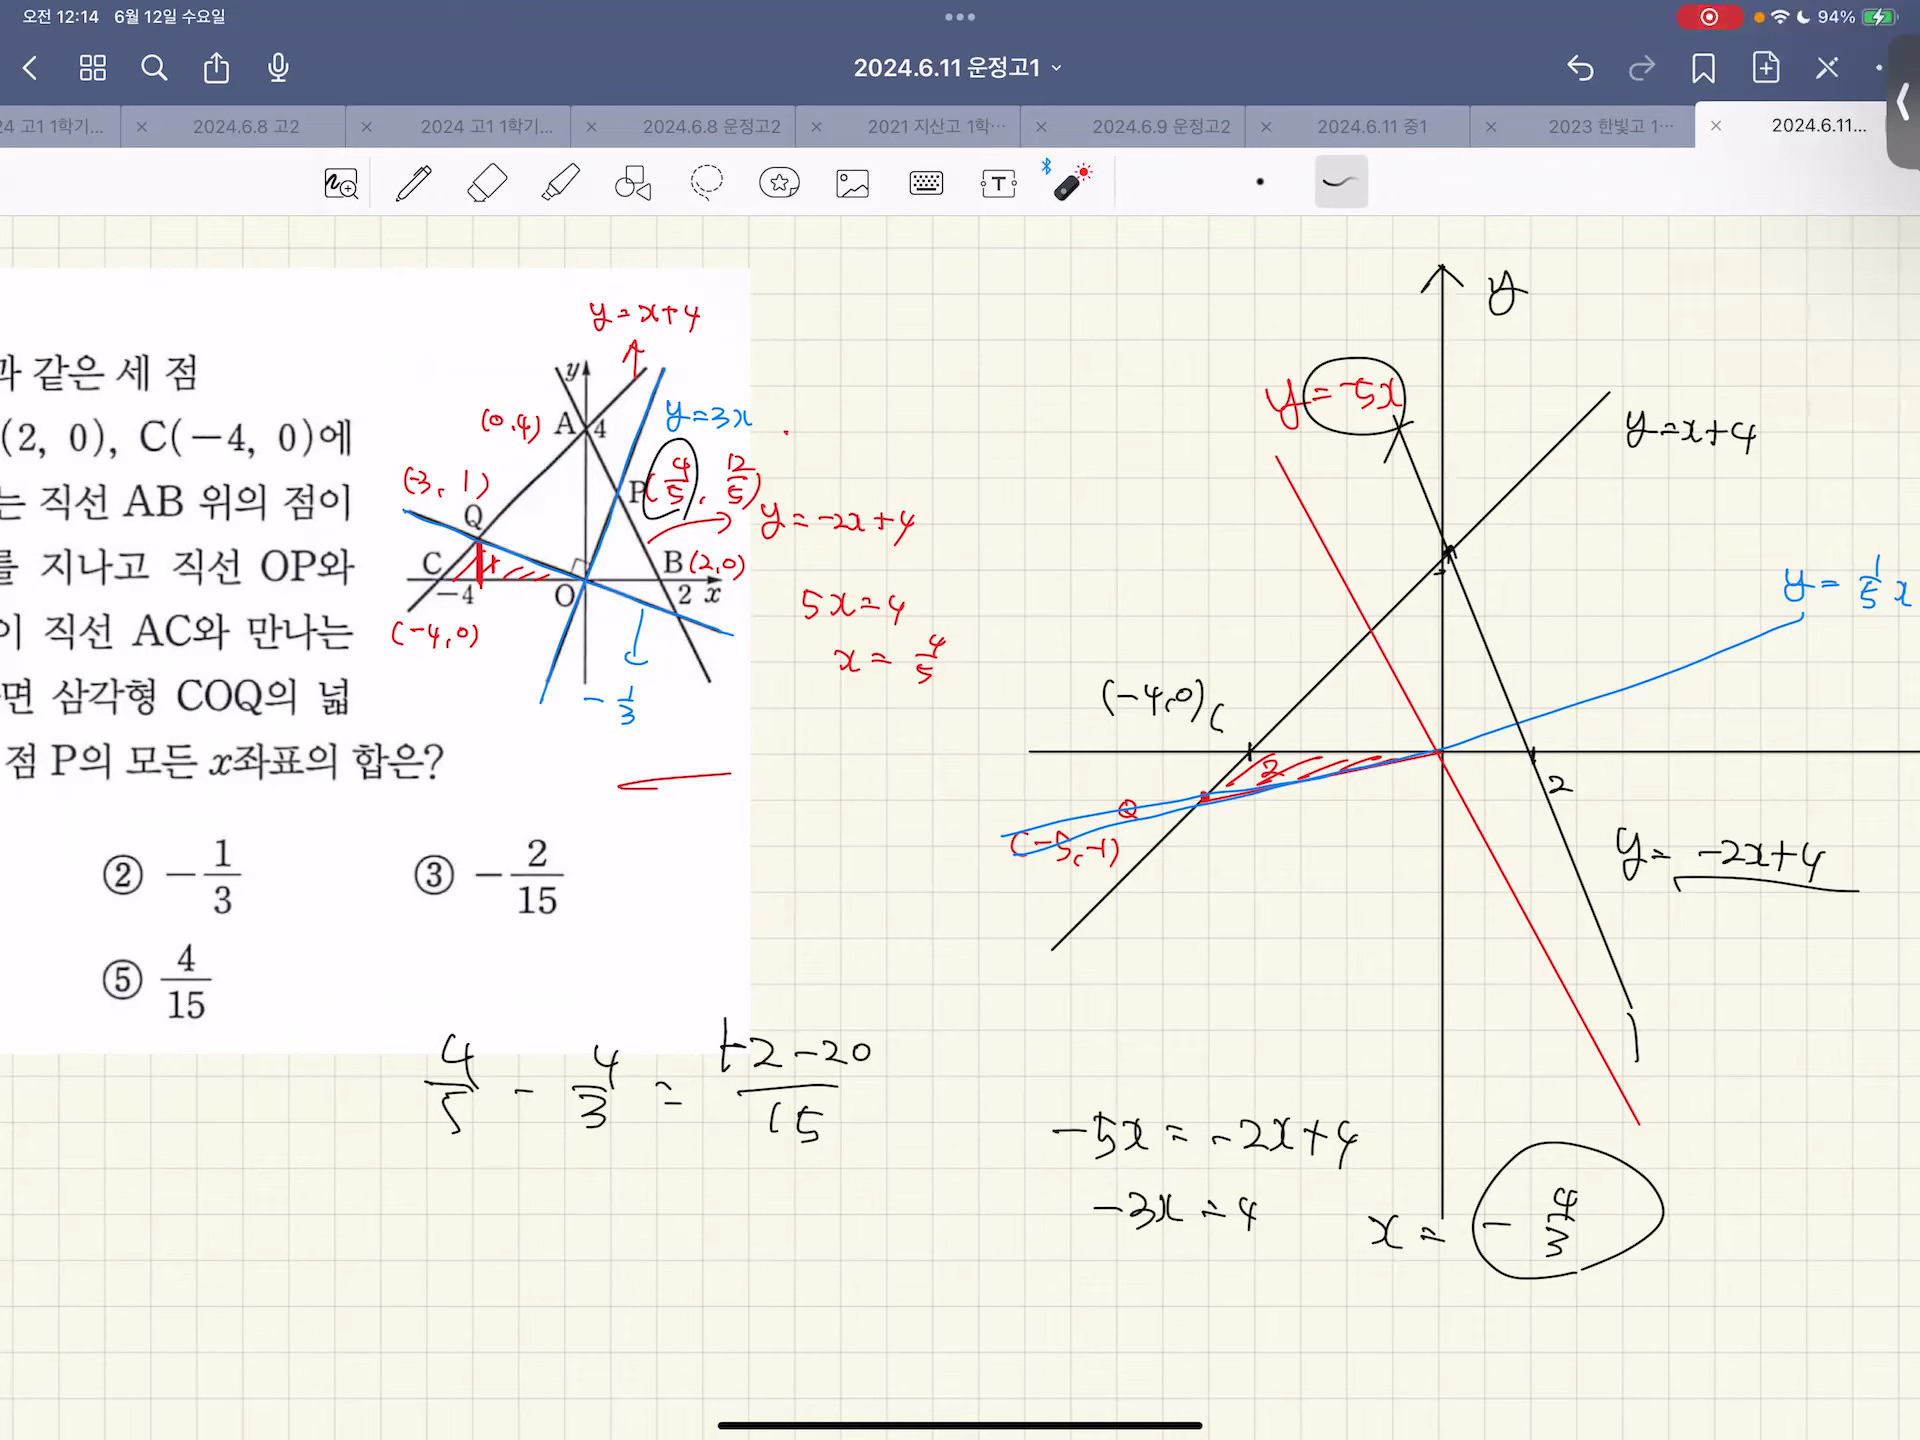 오전 12:14 6월 12일 수요일
94%
2024.6.11 운정고1
24 고1 1학기...
2024.6.8 고2
2024 고1 1학기...
2024.6.8 운정고2
2021 지산고 1학...
2024.6.9 운정고2
2024.6.11 중1
2023 한빛고 1...
2024.6.11...
과 같은 세 점
(2, 0), C(−4, 0)에
는 직선 AB 위의 점이
를 지나고 직선 OP와
이 직선 AC와 만나는
면 삼각형 COQ의 넓
점 P의 모든 x좌표의 합은?
② −1/3
③ −2/15
⑤ 4/15
y=x+4
y
A 4
(0,4)
y=3x
(-3, 1)
Q
P(4/5, 12/5)
y=-2x+4
C
B (2,0)
−4
O
2 x
(-4,0)
-1/3
5x=4
x=4/5
4/5 - 4/3 = 12-20/15
y
y=-5x
y=x+4
y=1/5x
(-4,0) C
2
2
Q
(-5,-1)
y=-2x+4
-5x=-2x+4
-3x=4
x=-4/3